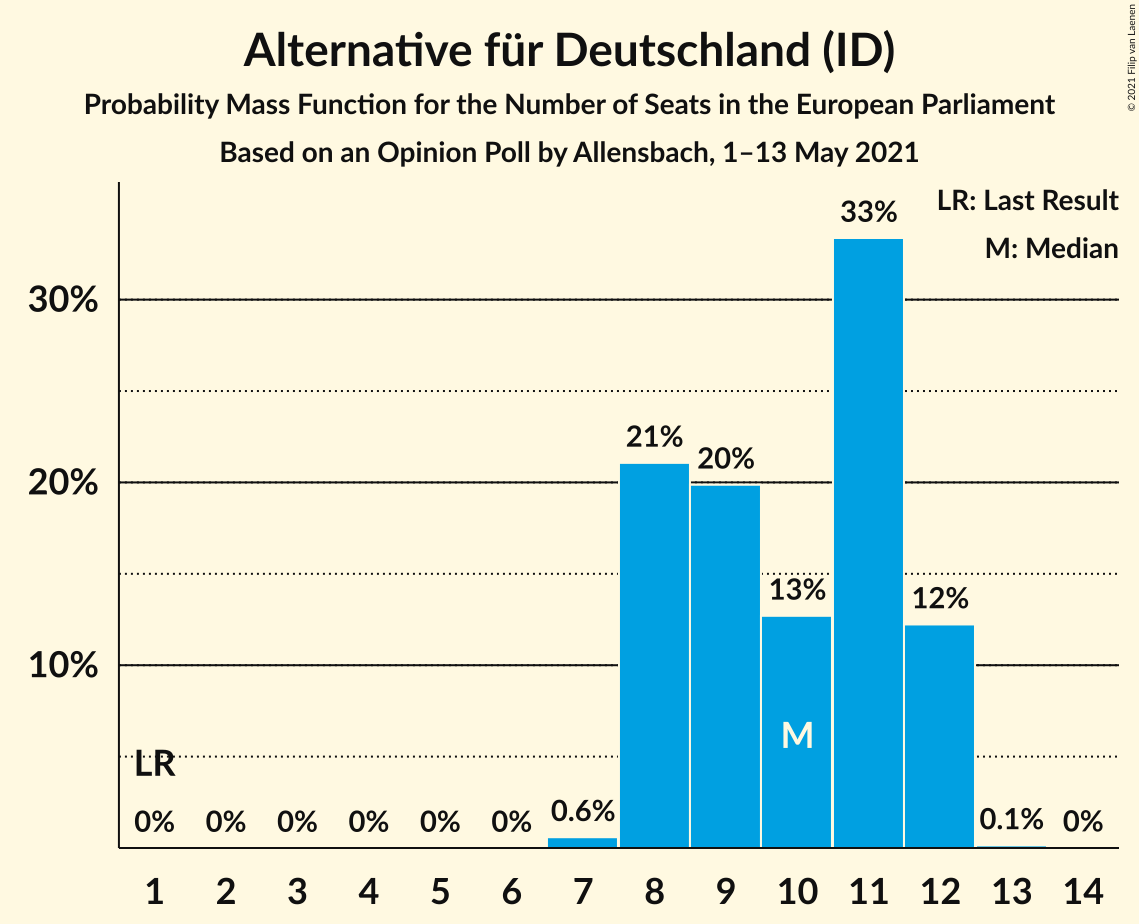 Alternative für Deutschland (ID)
Probability Mass Function for the Number of Seats in the European Parliament
Based on an Opinion Poll by Allensbach, 1–13 May 2021
© 2021 Filip van Laenen
LR: Last Result
M: Median
33%
30%
21%
20%
20%
13%
12%
10%
M
LR
0% 0% 0% 0% 0% 0% 0.6% 0.1% 0%
1 2 3 4 5 6 7 8 9 10 11 12 13 14